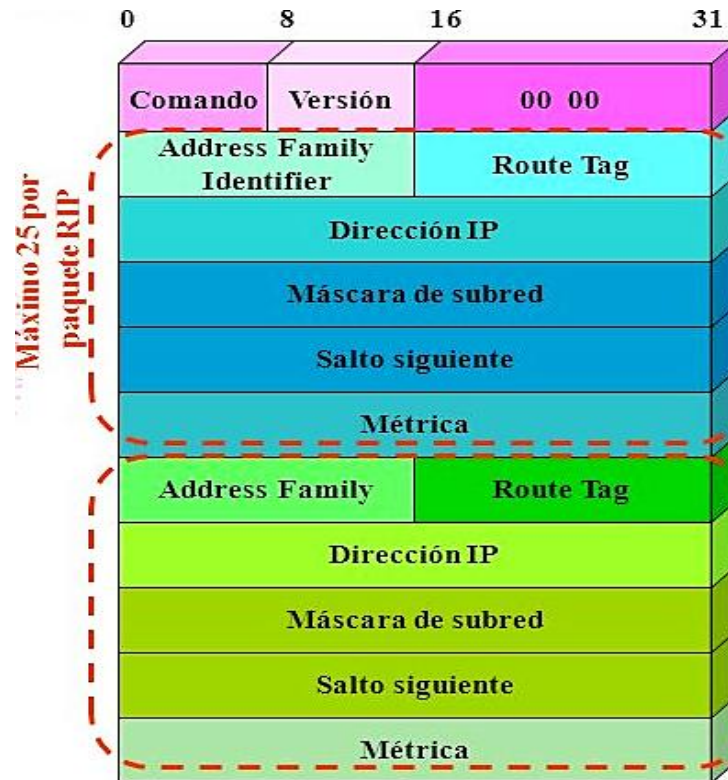 0 8 16 31
Comando Versión 00 00
Address Family Route Tag
Identifier
Dirección IP
Máscara de subred
Salto siguiente
Métrica
Máximo 25 por
paquete RIP
Address Family Route Tag
Dirección IP
Máscara de subred
Salto siguiente
Métrica